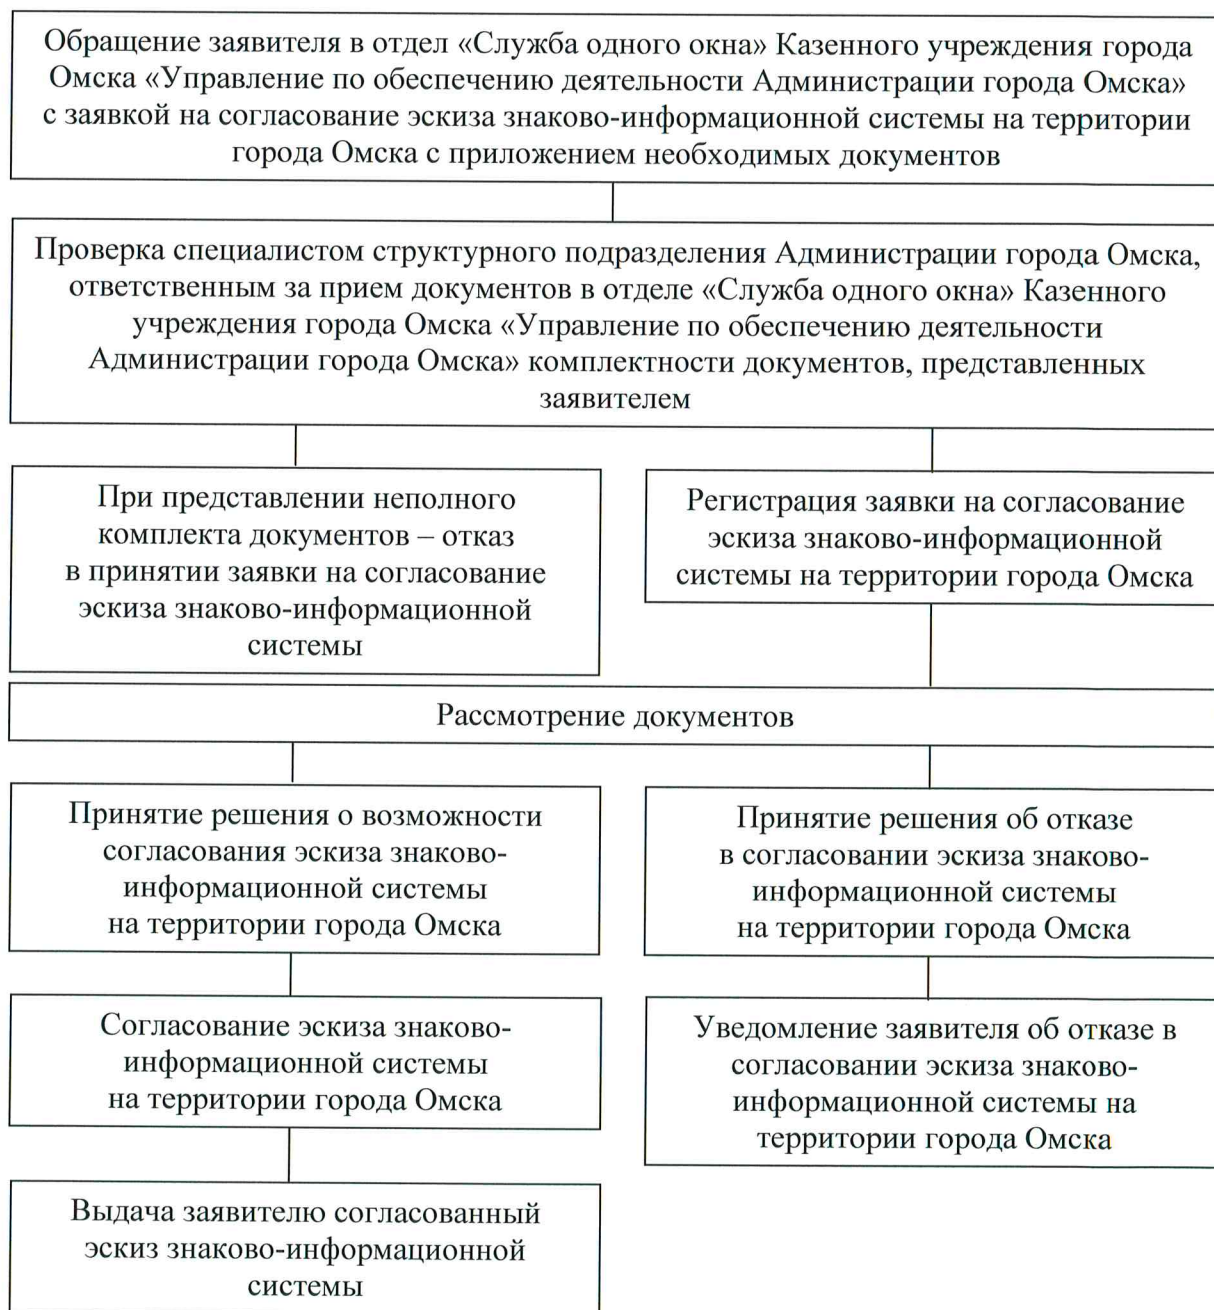 Обращение заявителя в отдел «Служба одного окна» Казенного учреждения города
Омска «Управление по обеспечению деятельности Администрации города Омска»
с заявкой на согласование эскиза знаково-информационной системы на территории
города Омска с приложением необходимых документов
Проверка специалистом структурного подразделения Администрации города Омска,
ответственным за прием документов в отделе «Служба одного окна» Казенного
учреждения города Омска «Управление по обеспечению деятельности
Администрации города Омска» комплектности документов, представленных
заявителем
При представлении неполного
комплекта документов – отказ
в принятии заявки на согласование
эскиза знаково-информационной
системы
Регистрация заявки на согласование
эскиза знаково-информационной
системы на территории города Омска
Рассмотрение документов
Принятие решения о возможности
согласования эскиза знаково-
информационной системы
на территории города Омска
Принятие решения об отказе
в согласовании эскиза знаково-
информационной системы
на территории города Омска
Согласование эскиза знаково-
информационной системы
на территории города Омска
Уведомление заявителя об отказе в
согласовании эскиза знаково-
информационной системы на
территории города Омска
Выдача заявителю согласованный
эскиз знаково-информационной
системы